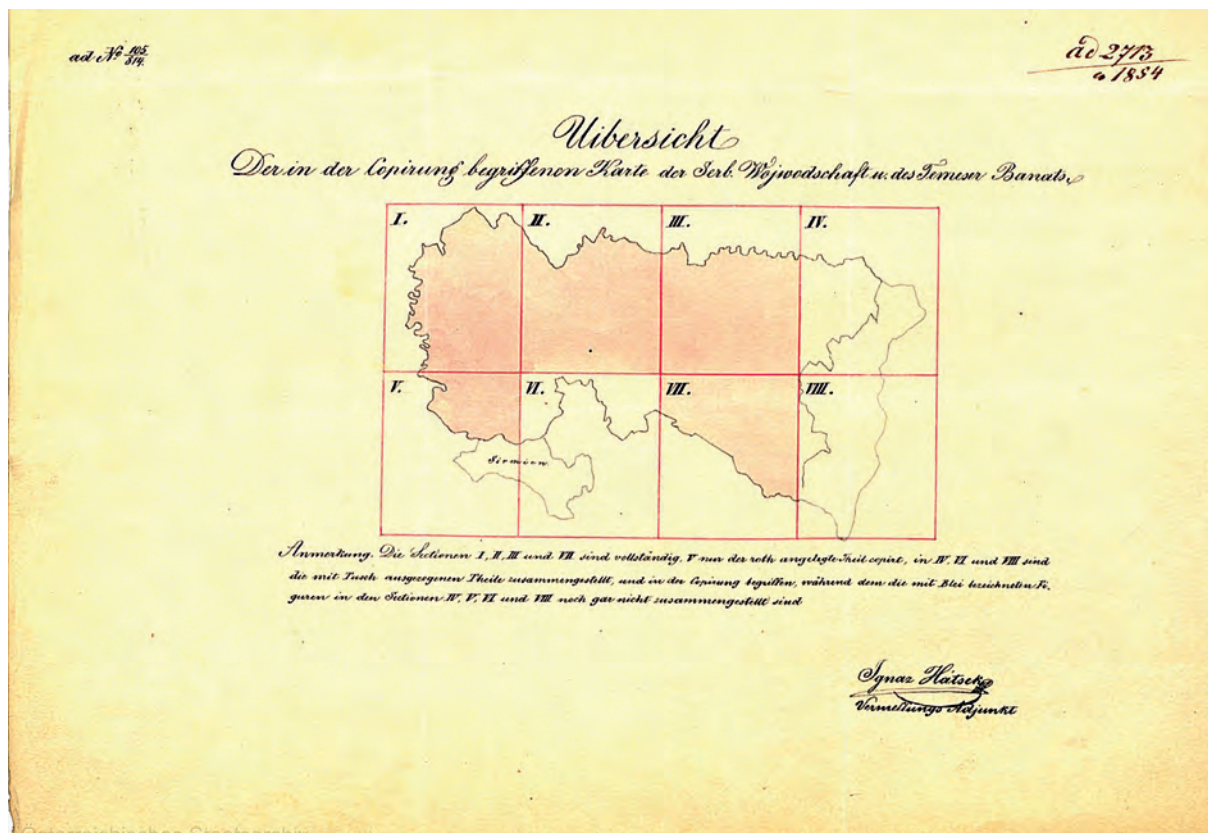 ad No 105/514.
ad 2713
a 1854
Uibersicht
Der in der Copirung begriffenen Karte der Serb. Wojwodschaft u. des Temeser Banats
I. II. III. IV.
V. VI. VII. VIII.
Sirmien
Anmerkung. Die Sectionen I, II, III und VII sind vollständig, V nur der roth angelegte Theil copirt, in IV, VI und VIII sind
die mit Tusch ausgezogenen Theile zusammengestellt, und in der Copirung begriffen, während dem die mit Blei bezeichneten Fi,
guren in den Sectionen IV, V, VI und VIII noch gar nicht zusammengestellt sind
Ignaz Hátsek
Vermeßungs Adjunkt
Österreichisches Staatsarchiv